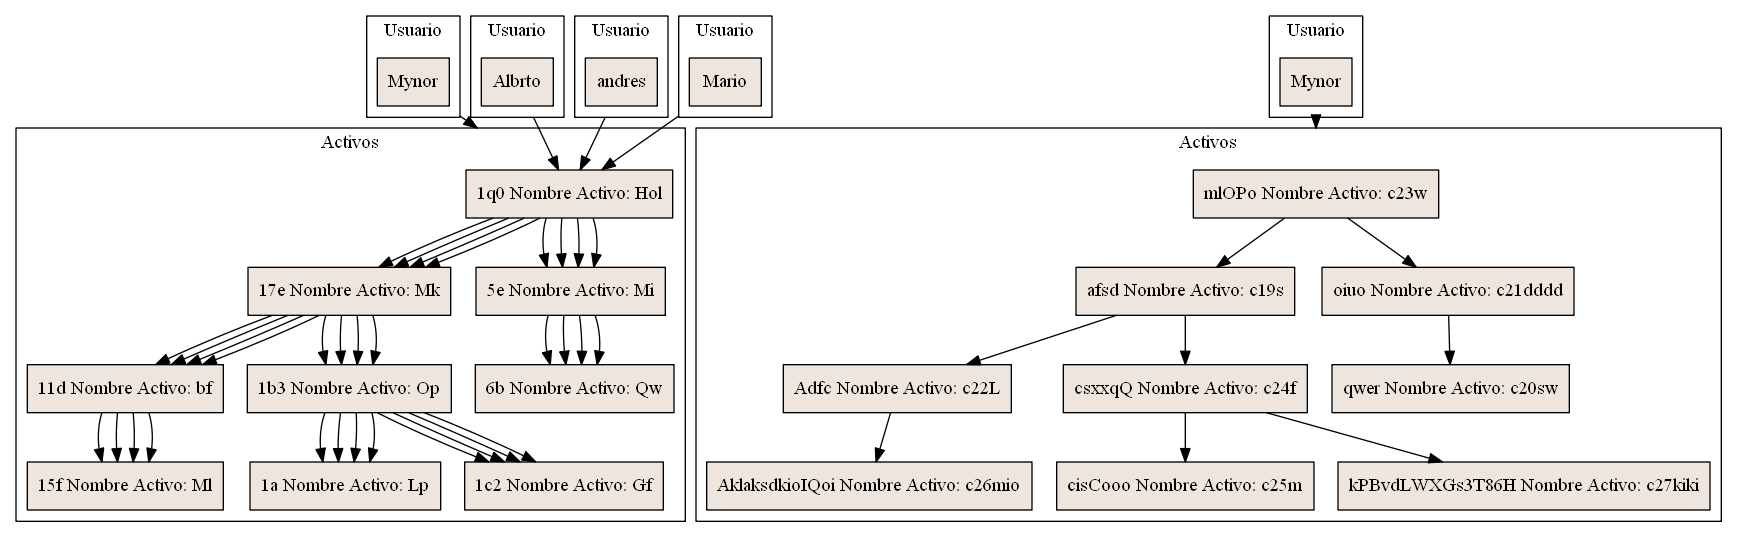 Usuario
Usuario
Usuario
Usuario
Usuario
Mynor
Albrto
andres
Mario
Mynor
Activos
Activos
1q0 Nombre Activo: Hol
mlOPo Nombre Activo: c23w
17e Nombre Activo: Mk
5e Nombre Activo: Mi
afsd Nombre Activo: c19s
oiuo Nombre Activo: c21dddd
11d Nombre Activo: bf
1b3 Nombre Activo: Op
6b Nombre Activo: Qw
Adfc Nombre Activo: c22L
csxxqQ Nombre Activo: c24f
qwer Nombre Activo: c20sw
15f Nombre Activo: Ml
1a Nombre Activo: Lp
1c2 Nombre Activo: Gf
AklaksdkioIQoi Nombre Activo: c26mio
cisCooo Nombre Activo: c25m
kPBvdLWXGs3T86H Nombre Activo: c27kiki